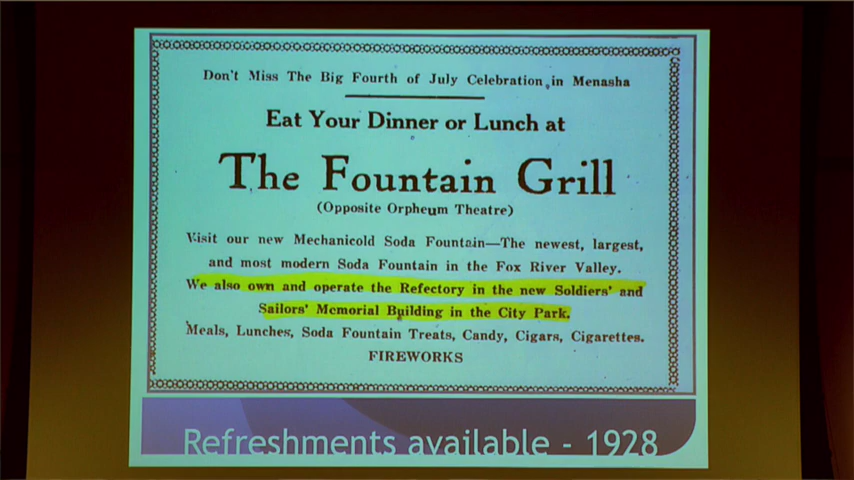 Don't Miss The Big Fourth of July Celebration in Menasha
Eat Your Dinner or Lunch at
The Fountain Grill
(Opposite Orpheum Theatre)
Visit our new Mechanicold Soda Fountain—The newest, largest,
and most modern Soda Fountain in the Fox River Valley.
We also own and operate the Refectory in the new Soldiers' and
Sailors' Memorial Building in the City Park.
Meals, Lunches, Soda Fountain Treats, Candy, Cigars, Cigarettes.
FIREWORKS
Refreshments available - 1928